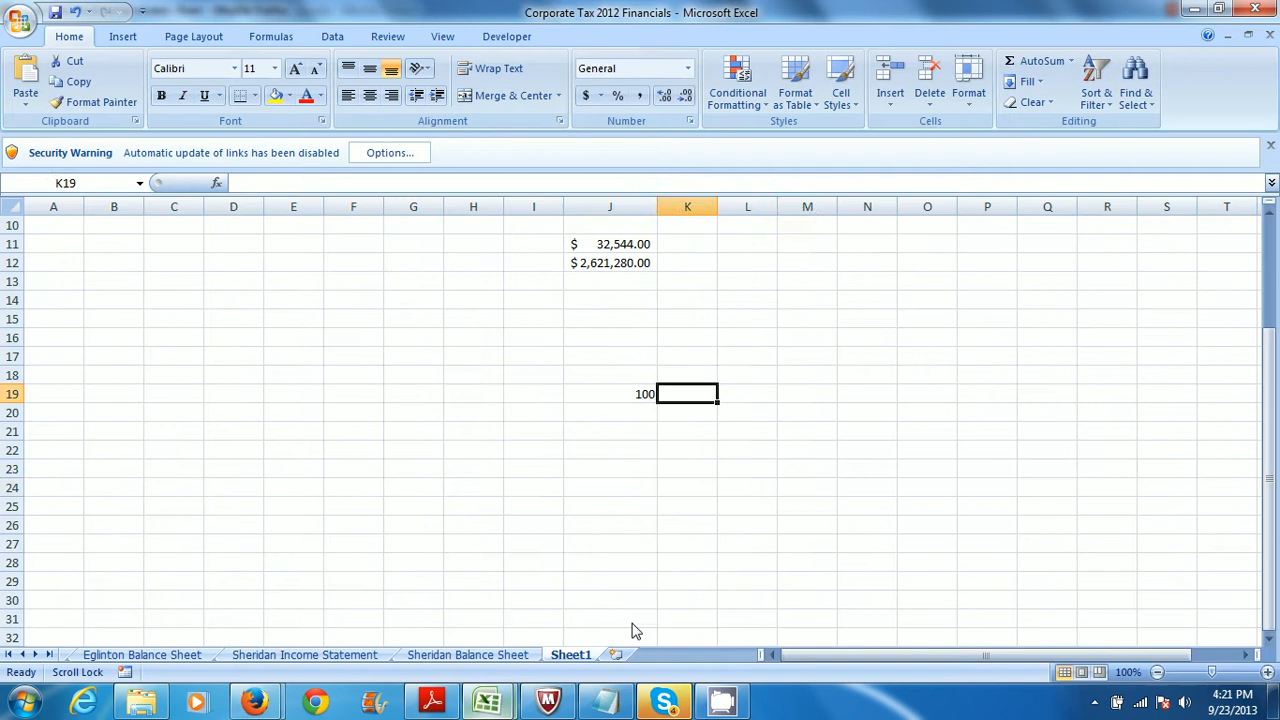 Corporate Tax 2012 Financials - Microsoft Excel
Home Insert Page Layout Formulas Data Review View Developer
Cut
Copy
Format Painter
Paste
Clipboard
Calibri 11
B I U
Font
Wrap Text
Merge & Center
Alignment
General
$ % ,
Number
Conditional Formatting
Format as Table
Cell Styles
Styles
Insert Delete Format
Cells
Σ AutoSum
Fill
Clear
Sort & Filter
Find & Select
Editing
Security Warning Automatic update of links has been disabled Options...
K19 fx
A B C D E F G H I J K L M N O P Q R S T
10
11 $ 32,544.00
12 $ 2,621,280.00
13
14
15
16
17
18
19 100
20
21
22
23
24
25
26
27
28
29
30
31
32
Eglinton Balance Sheet Sheridan Income Statement Sheridan Balance Sheet Sheet1
Ready Scroll Lock 100%
4:21 PM
9/23/2013